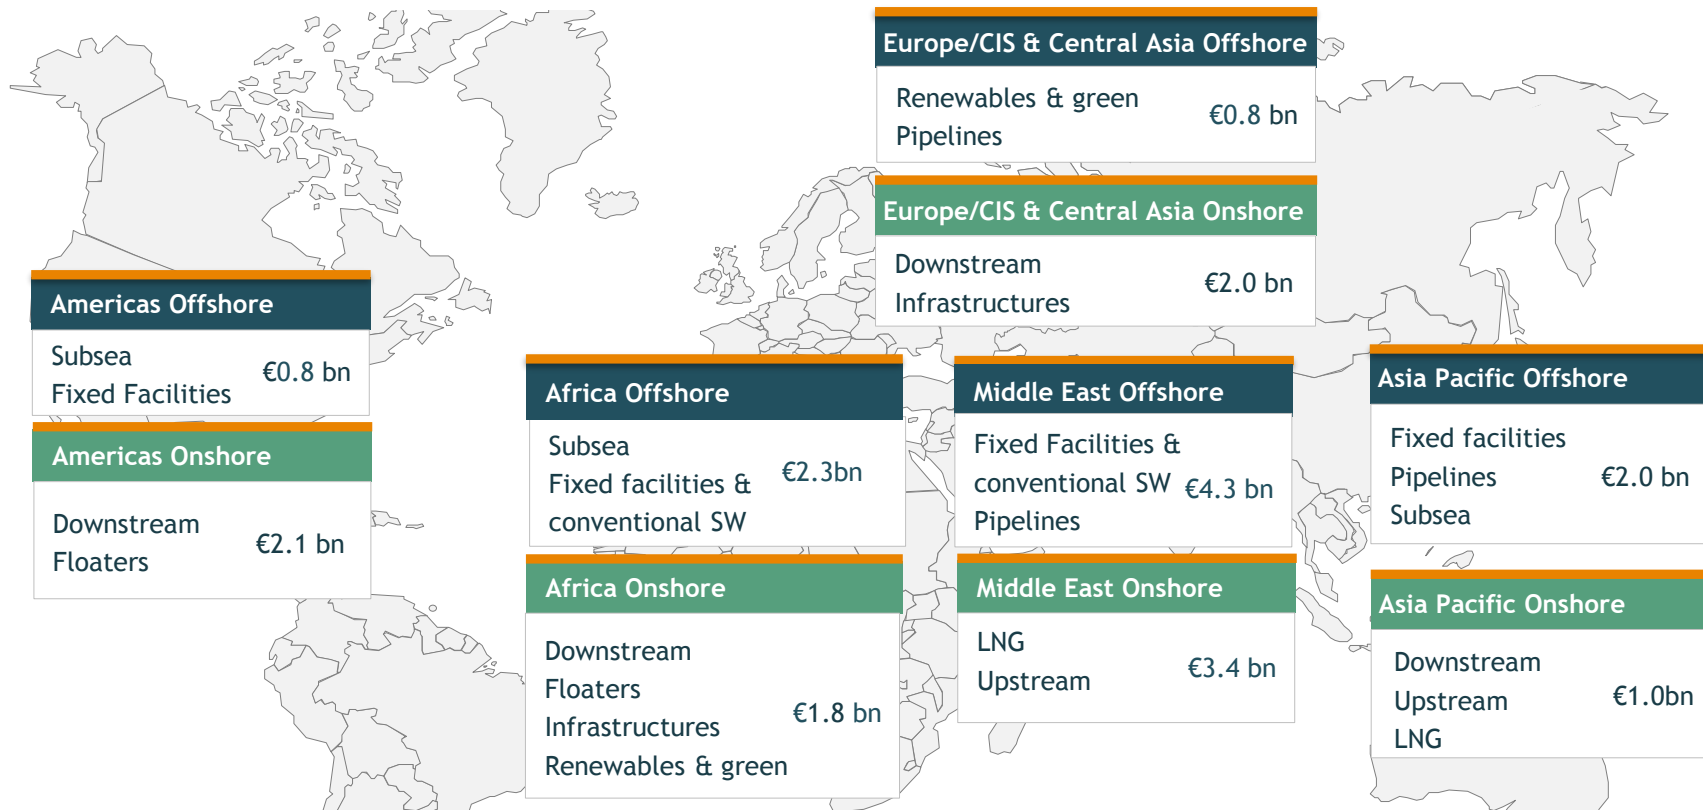 Europe/CIS & Central Asia Offshore
Renewables & green
Pipelines
€0.8 bn
Europe/CIS & Central Asia Onshore
Downstream
Infrastructures
€2.0 bn
Americas Offshore
Subsea
Fixed Facilities
€0.8 bn
Americas Onshore
Downstream
Floaters
€2.1 bn
Africa Offshore
Subsea
Fixed facilities &
conventional SW
€2.3bn
Africa Onshore
Downstream
Floaters
Infrastructures
Renewables & green
€1.8 bn
Middle East Offshore
Fixed Facilities &
conventional SW
Pipelines
€4.3 bn
Middle East Onshore
LNG
Upstream
€3.4 bn
Asia Pacific Offshore
Fixed facilities
Pipelines
Subsea
€2.0 bn
Asia Pacific Onshore
Downstream
Upstream
LNG
€1.0bn